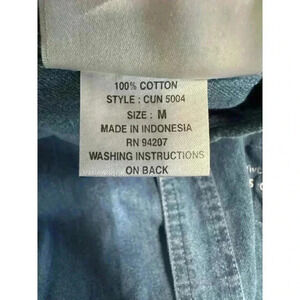 100% COTTON
STYLE : CUN 5004
SIZE : M
MADE IN INDONESIA
RN 94207
WASHING INSTRUCTIONS
ON BACK